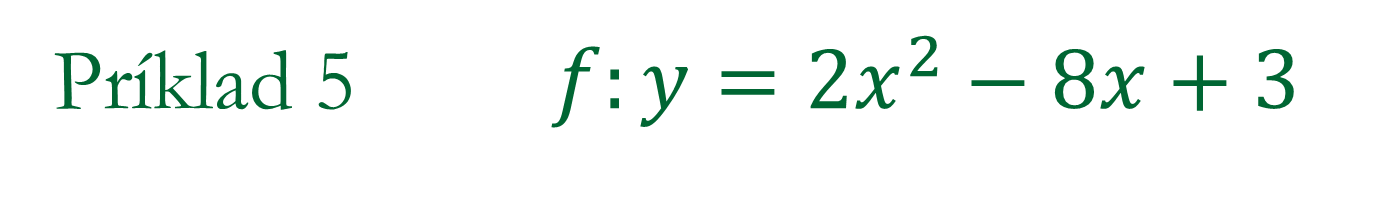 Príklad 5 f: y = 2x² − 8x + 3